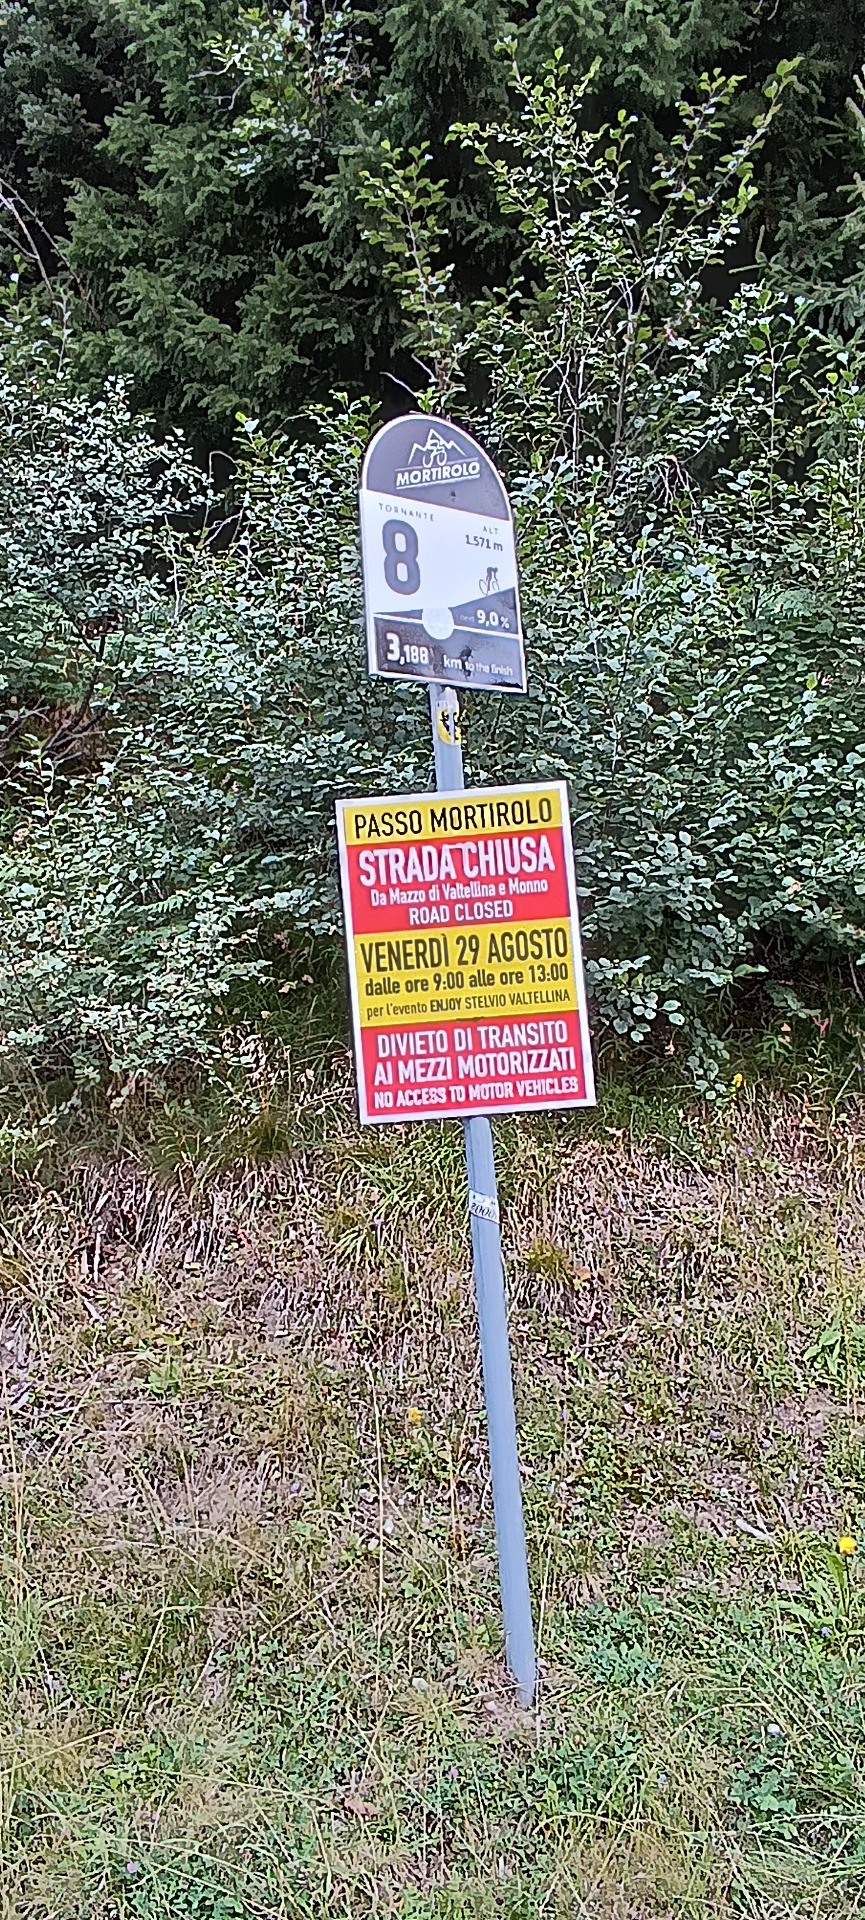 MORTIROLO
TORNANTE
8
ALT
1.571 m
next 9,0%
3,188 km to the finish
PASSO MORTIROLO
STRADA CHIUSA
Da Mazzo di Valtellina e Monno
ROAD CLOSED
VENERDÌ 29 AGOSTO
dalle ore 9:00 alle ore 13:00
per l'evento ENJOY STELVIO VALTELLINA
DIVIETO DI TRANSITO
AI MEZZI MOTORIZZATI
NO ACCESS TO MOTOR VEHICLES